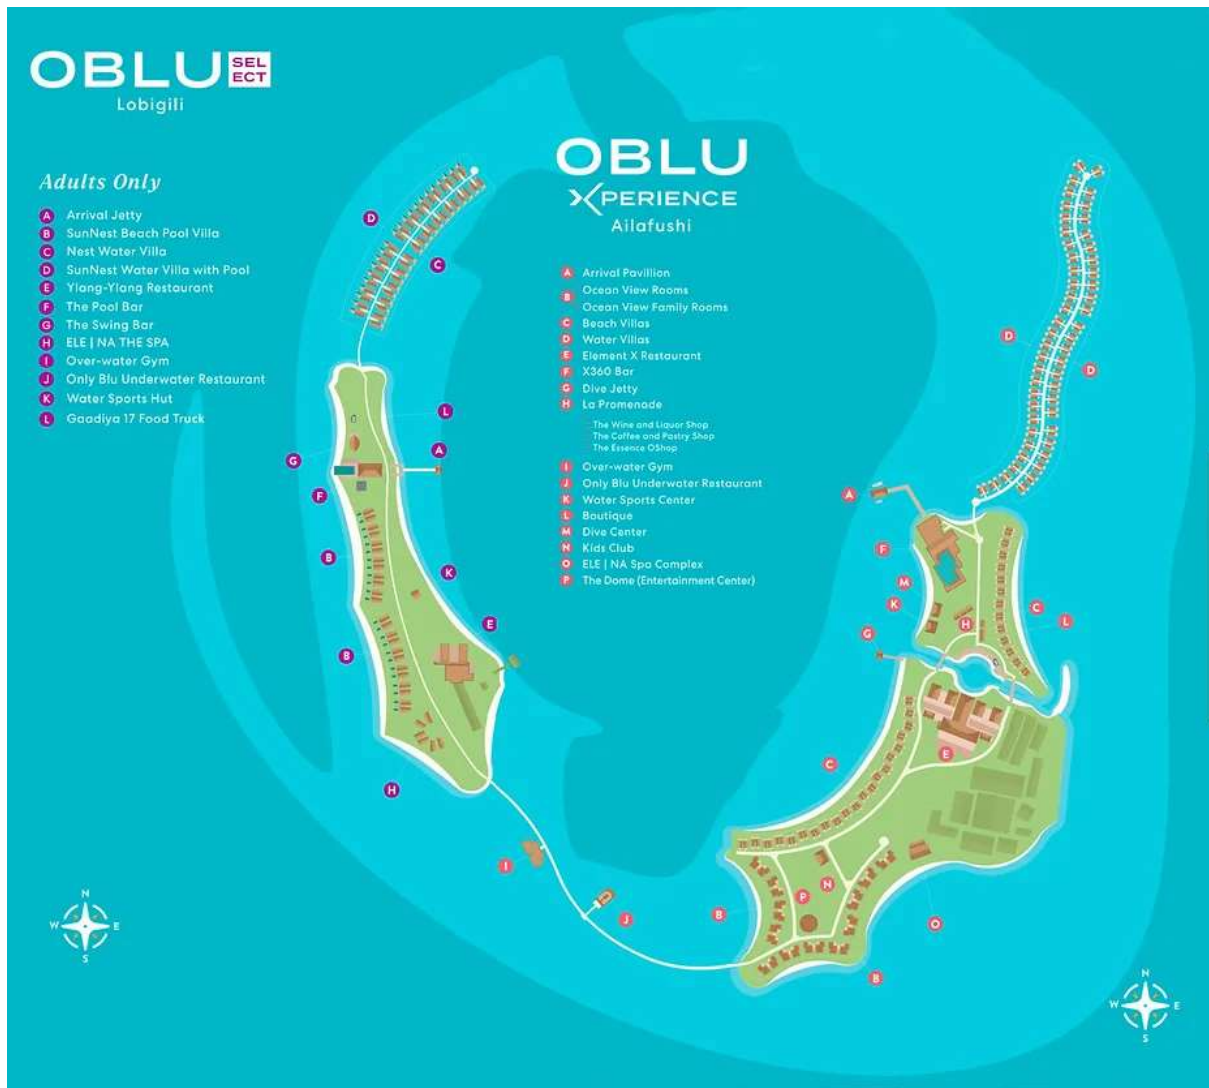 OBLU SELECT
Lobigili
Adults Only
A Arrival Jetty
B SunNest Beach Pool Villa
C Nest Water Villa
D SunNest Water Villa with Pool
E Ylang-Ylang Restaurant
F The Pool Bar
G The Swing Bar
H ELE | NA THE SPA
I Over-water Gym
J Only Blu Underwater Restaurant
K Water Sports Hut
L Gaadiya 17 Food Truck
OBLU
XPERIENCE
Ailafushi
A Arrival Pavillion
B Ocean View Rooms
Ocean View Family Rooms
C Beach Villas
D Water Villas
E Element X Restaurant
F X360 Bar
G Dive Jetty
H La Promenade
The Wine and Liquor Shop
The Coffee and Pastry Shop
The Essence OShop
I Over-water Gym
J Only Blu Underwater Restaurant
K Water Sports Center
L Boutique
M Dive Center
N Kids Club
O ELE | NA Spa Complex
P The Dome (Entertainment Center)
D
C
L
A
G
F
B
K
E
B
H
I
J
D
D
A
F
M
K
C
L
H
G
E
C
N
P
B
O
B
N
W E
S
N
W E
S